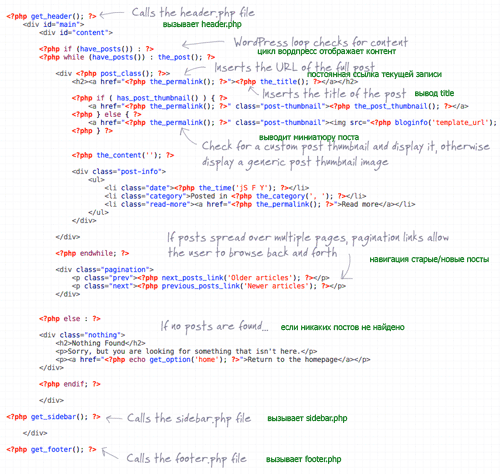 <?php get_header(); ?> Calls the header.php file
<div id="main"> вызывает header.php
<div id="content">
WordPress loop checks for content
<?php if (have_posts()) : ?> цикл вордпресс отображает контент
<?php while (have_posts()) : the_post(); ?>
Inserts the URL of the full post
<div <?php post_class(); ?>> постоянная ссылка текущей записи
<h2><a href="<?php the_permalink(); ?>"><?php the_title(); ?></a></h2>
Inserts the title of the post вывод title
<?php if ( has_post_thumbnail() ) { ?>
<a href="<?php the_permalink(); ?>" class="post-thumbnail"><?php the_post_thumbnail(); ?></a>
<?php } else { ?>
<a href="<?php the_permalink(); ?>" class="post-thumbnail"><img src="<?php bloginfo('template_url');
<?php } ?> выводит миниатюру поста
Check for a custom post thumbnail and display it, otherwise
<?php the_content(''); ?> display a generic post thumbnail image
<div class="post-info">
<ul>
<li class="date"><?php the_time('jS F Y'); ?></li>
<li class="category">Posted in <?php the_category(', '); ?></li>
<li class="read-more"><a href="<?php the_permalink(); ?>">Read more</a></li>
</ul>
</div>
</div>
If posts spread over multiple pages, pagination links allow
<?php endwhile; ?> the user to browse back and forth
навигация старые/новые посты
<div class="pagination">
<p class="prev"><?php next_posts_link('Older articles'); ?></p>
<p class="next"><?php previous_posts_link('Newer articles'); ?></p>
</div>
<?php else : ?>
If no posts are found... если никаких постов не найдено
<div class="nothing">
<h2>Nothing Found</h2>
<p>Sorry, but you are looking for something that isn't here.</p>
<p><a href="<?php echo get_option('home'); ?>">Return to the homepage</a></p>
</div>
<?php endif; ?>
</div>
<?php get_sidebar(); ?> Calls the sidebar.php file вызывает sidebar.php
</div>
<?php get_footer(); ?> Calls the footer.php file вызывает footer.php